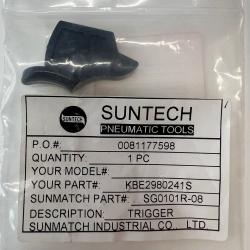 SUNTECH
SUNTECH
PNEUMATIC TOOLS
P.O.#: 0081177598
QUANTITY: 1 PC
YOUR MODEL#:
YOUR PART#: KBE2980241S
SUNMATCH PART#: SG0101R-08
DESCRIPTION: TRIGGER
SUNMATCH INDUSTRIAL CO., LTD